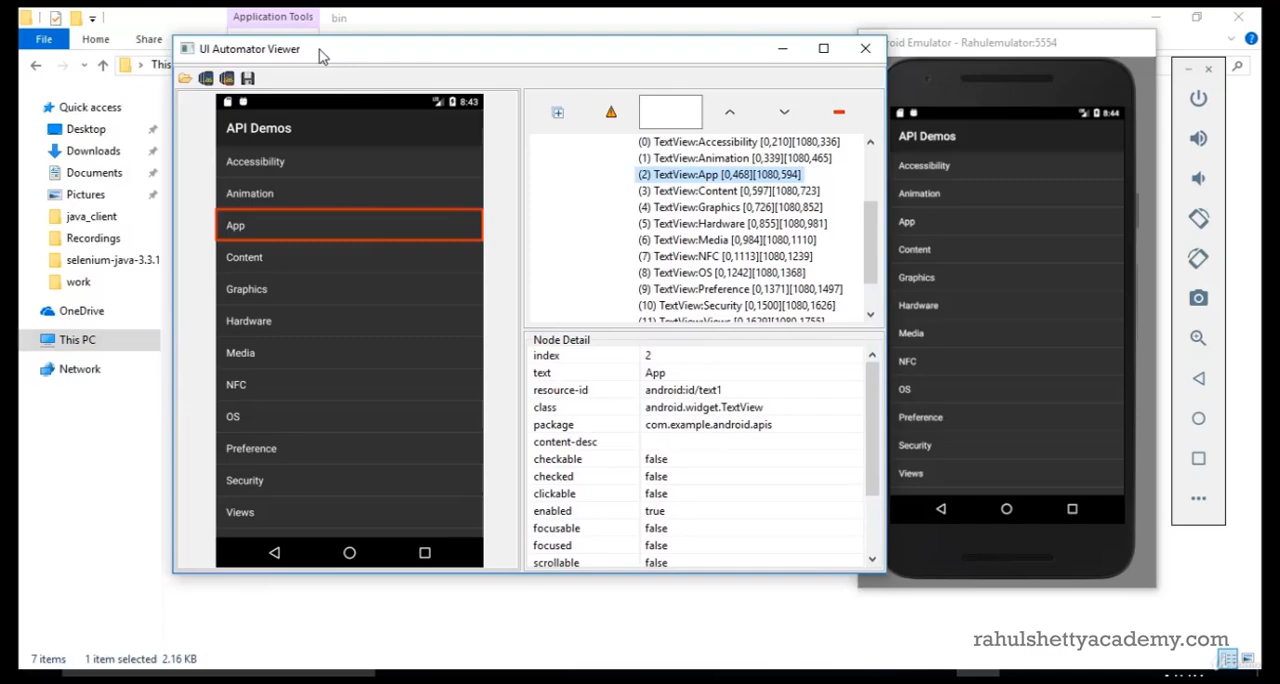 Application Tools
bin
File
Home
Share
This
Quick access
Desktop
Downloads
Documents
Pictures
java_client
Recordings
selenium-java-3.3.1
work
OneDrive
This PC
Network
7 items
1 item selected 2.16 KB
UI Automator Viewer
8:43
API Demos
Accessibility
Animation
App
Content
Graphics
Hardware
Media
NFC
OS
Preference
Security
Views
(0) TextView:Accessibility [0,210][1080,336]
(1) TextView:Animation [0,339][1080,465]
(2) TextView:App [0,468][1080,594]
(3) TextView:Content [0,597][1080,723]
(4) TextView:Graphics [0,726][1080,852]
(5) TextView:Hardware [0,855][1080,981]
(6) TextView:Media [0,984][1080,1110]
(7) TextView:NFC [0,1113][1080,1239]
(8) TextView:OS [0,1242][1080,1368]
(9) TextView:Preference [0,1371][1080,1497]
(10) TextView:Security [0,1500][1080,1626]
(11) TextView:Views [0,1629][1080,1755]
Node Detail
index 2
text App
resource-id android:id/text1
class android.widget.TextView
package com.example.android.apis
content-desc
checkable false
checked false
clickable false
enabled true
focusable false
focused false
scrollable false
oid Emulator - Rahulemulator:5554
8:44
API Demos
Accessibility
Animation
App
Content
Graphics
Hardware
Media
NFC
OS
Preference
Security
Views
rahulshettyacademy.com